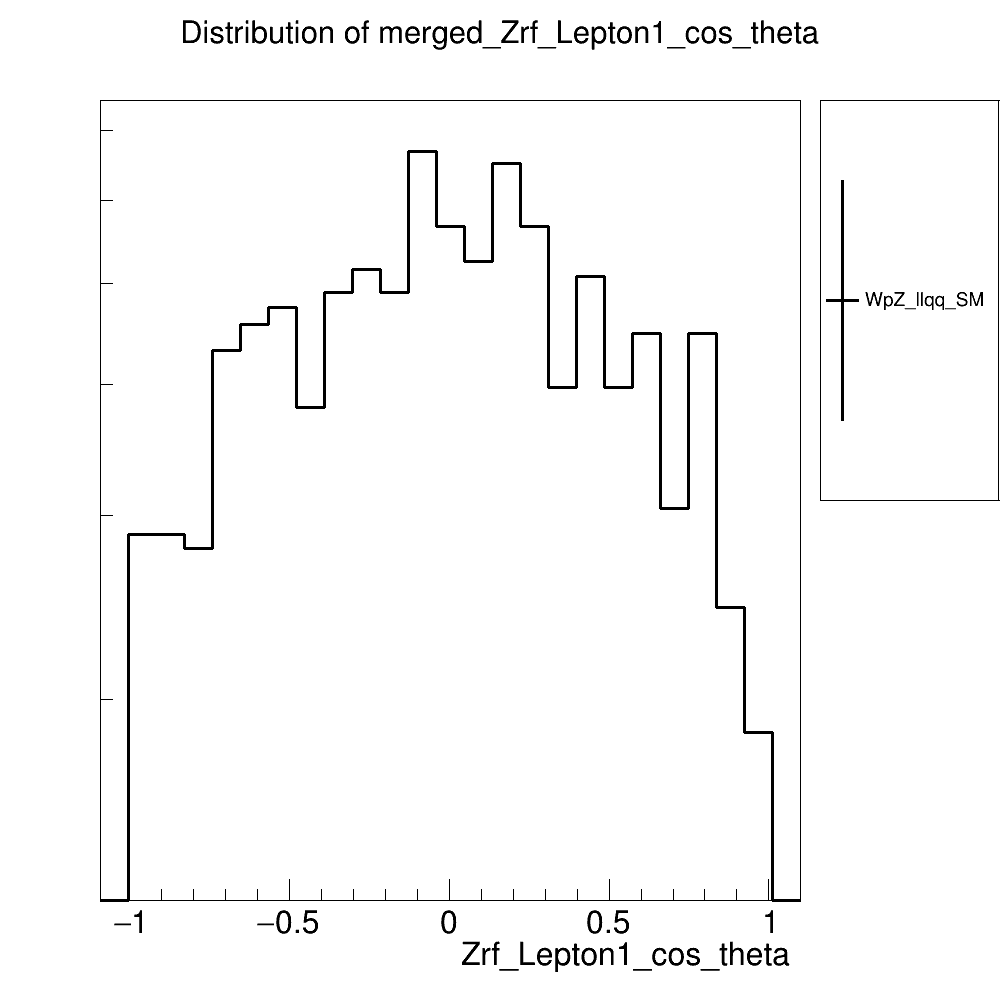 Distribution of merged_Zrf_Lepton1_cos_theta
WpZ_llqq_SM
−1 −0.5 0 0.5 1
Zrf_Lepton1_cos_theta